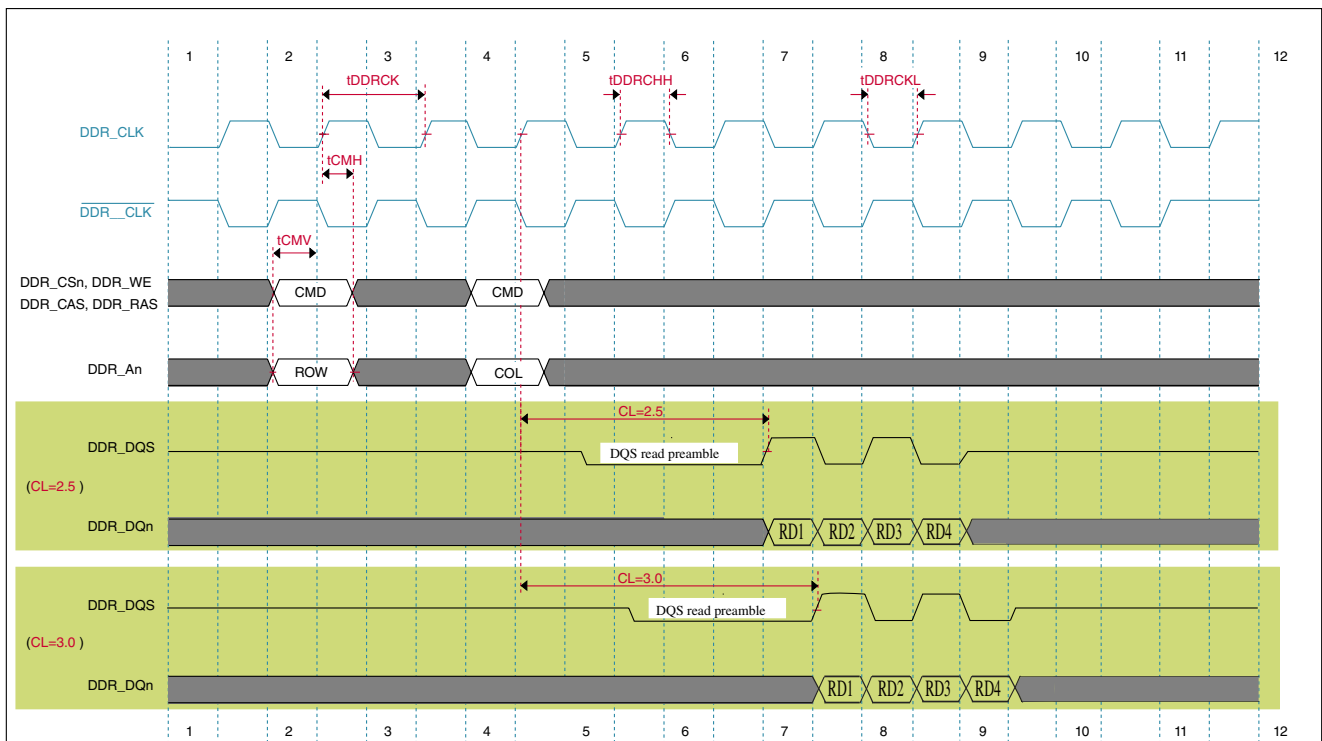 1 2 3 4 5 6 7 8 9 10 11 12
tDDRCK tDDRCHH tDDRCKL
DDR_CLK
tCMH
DDR__CLK
tCMV
DDR_CSn, DDR_WE
DDR_CAS, DDR_RAS
CMD CMD
DDR_An ROW COL
CL=2.5
DDR_DQS DQS read preamble
(CL=2.5 )
DDR_DQn RD1 RD2 RD3 RD4
CL=3.0
DDR_DQS DQS read preamble
(CL=3.0 )
DDR_DQn RD1 RD2 RD3 RD4
1 2 3 4 5 6 7 8 9 10 11 12